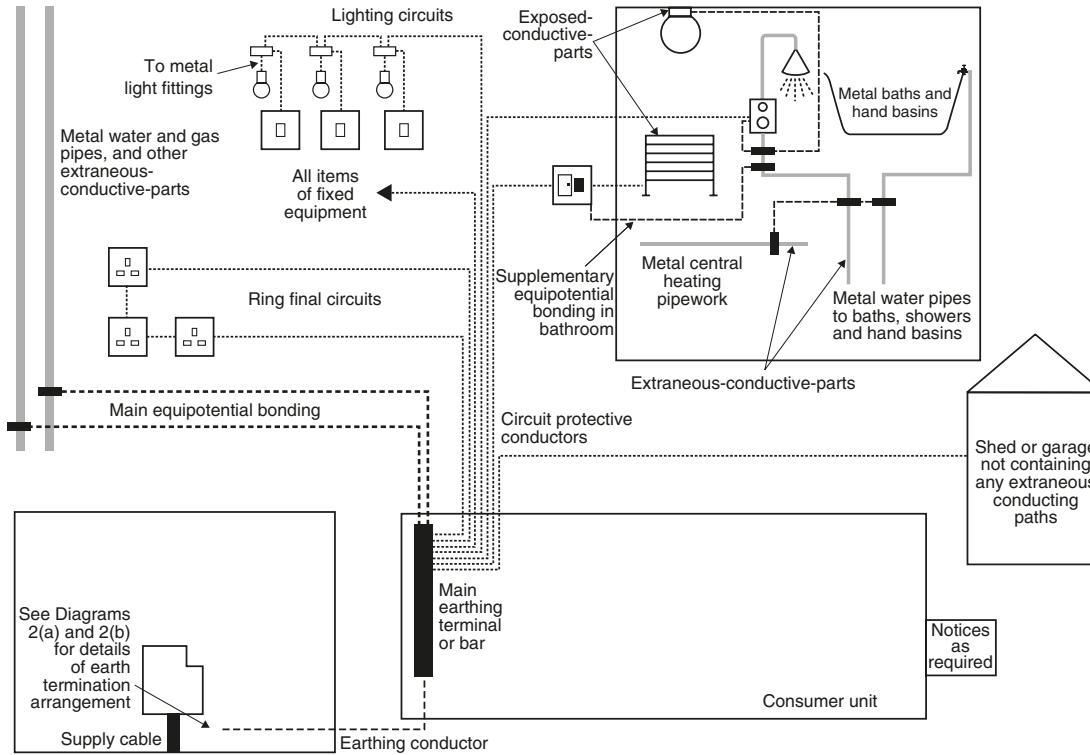 Lighting circuits
To metal
light fittings
Metal water and gas
pipes, and other
extraneous-
conductive-parts
All items
of fixed
equipment
Ring final circuits
Main equipotential bonding
Exposed-
conductive-
parts
Metal baths and
hand basins
Supplementary
equipotential
bonding in
bathroom
Metal central
heating
pipework
Metal water pipes
to baths, showers
and hand basins
Extraneous-conductive-parts
Circuit protective
conductors
Shed or garage
not containing
any extraneous
conducting
paths
See Diagrams
2(a) and 2(b)
for details
of earth
termination
arrangement
Supply cable
Earthing conductor
Main
earthing
terminal
or bar
Consumer unit
Notices
as
required